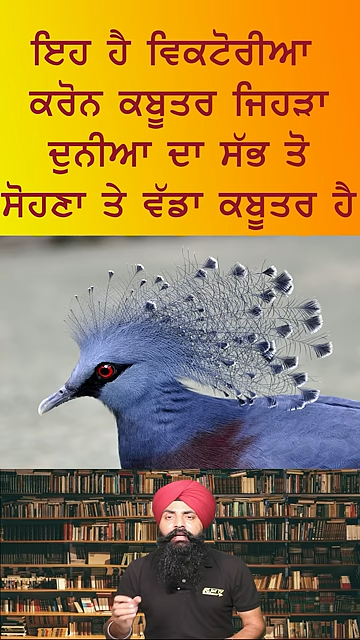 ਇਹ ਹੈ ਵਿਕਟੋਰੀਆ
ਕਰੋਨ ਕਬੂਤਰ ਜਿਹੜਾ
ਦੁਨੀਆ ਦਾ ਸੱਭ ਤੋ
ਸੋਹਣਾ ਤੇ ਵੱਡਾ ਕਬੂਤਰ ਹੈ